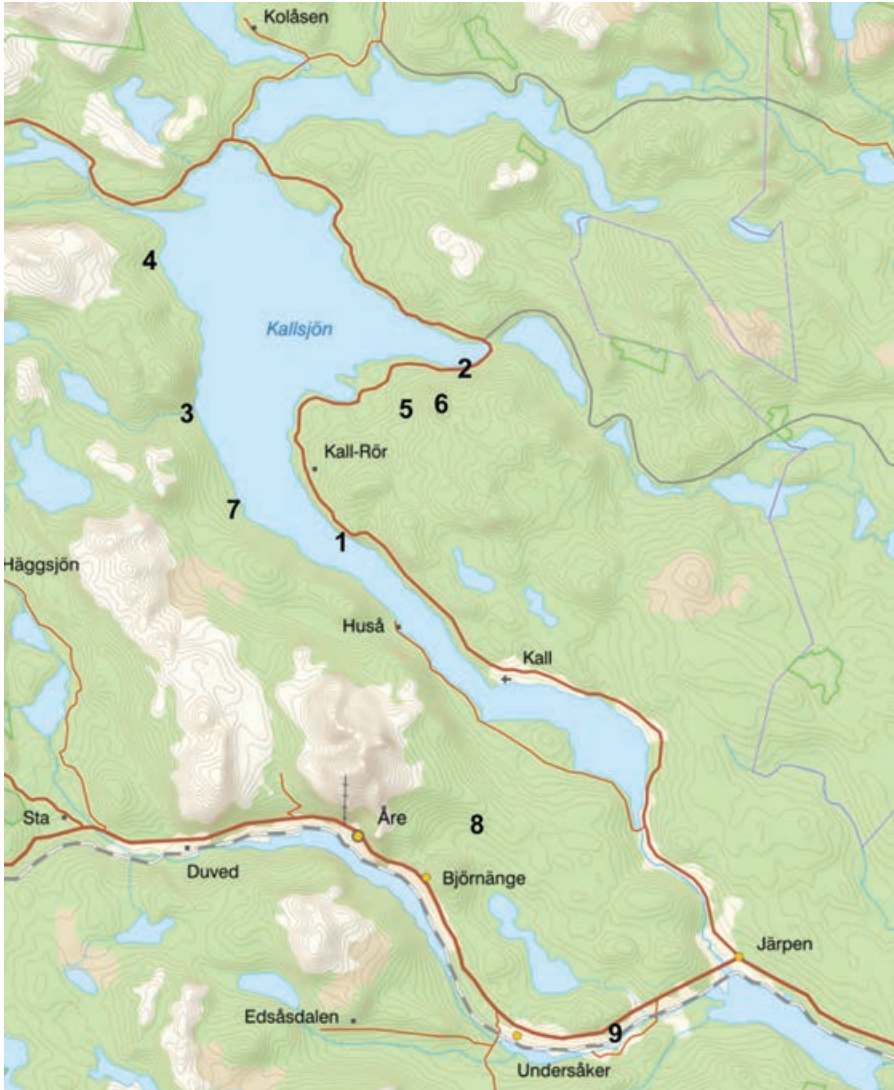 Kolåsen
4
Kallsjön
2
5
6
3
Kall-Rör
7
1
Häggsjön
Huså
Kall
Sta
Åre
8
Duved
Björnänge
Järpen
Edsåsdalen
9
Undersåker